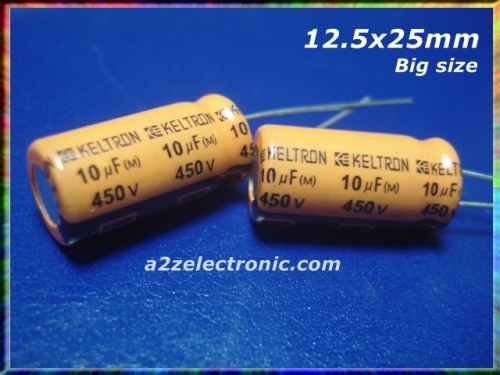 12.5x25mm
Big size
KELTRON KELTRON
10 µF(M) 10 µF(M)
450 V 450 V
KELTRON KELTRON
10 µF(M) 10 µF(M) 10 µ
450 V 450 V 450
a2zelectronic.com